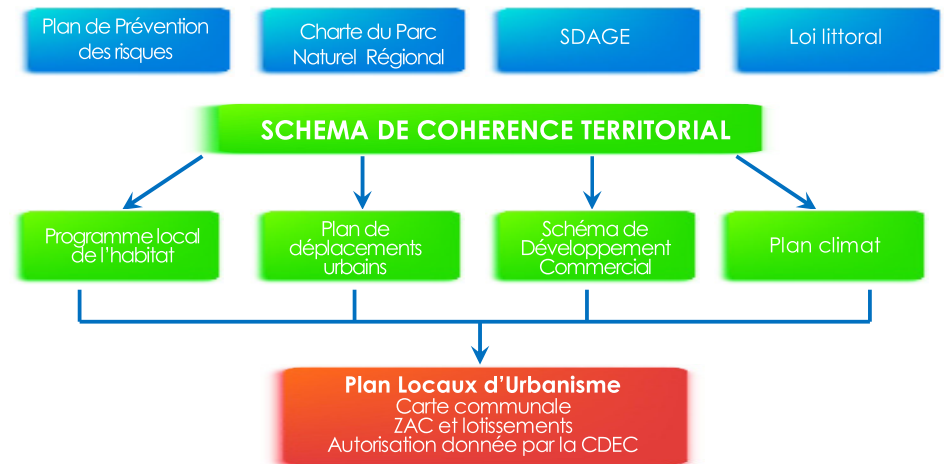 Plan de Prévention
des risques
Charte du Parc
Naturel Régional
SDAGE
Loi littoral
SCHEMA DE COHERENCE TERRITORIAL
Programme local
de l'habitat
Plan de
déplacements
urbains
Schéma de
Développement
Commercial
Plan climat
Plan Locaux d'Urbanisme
Carte communale
ZAC et lotissements
Autorisation donnée par la CDEC